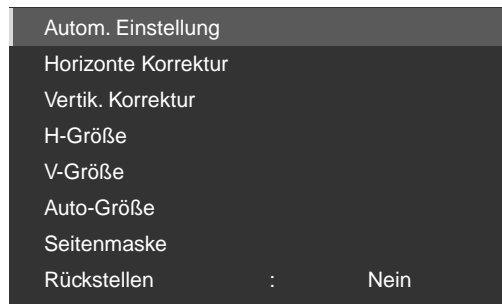 Autom. Einstellung
Horizonte Korrektur
Vertik. Korrektur
H-Größe
V-Größe
Auto-Größe
Seitenmaske
Rückstellen : Nein